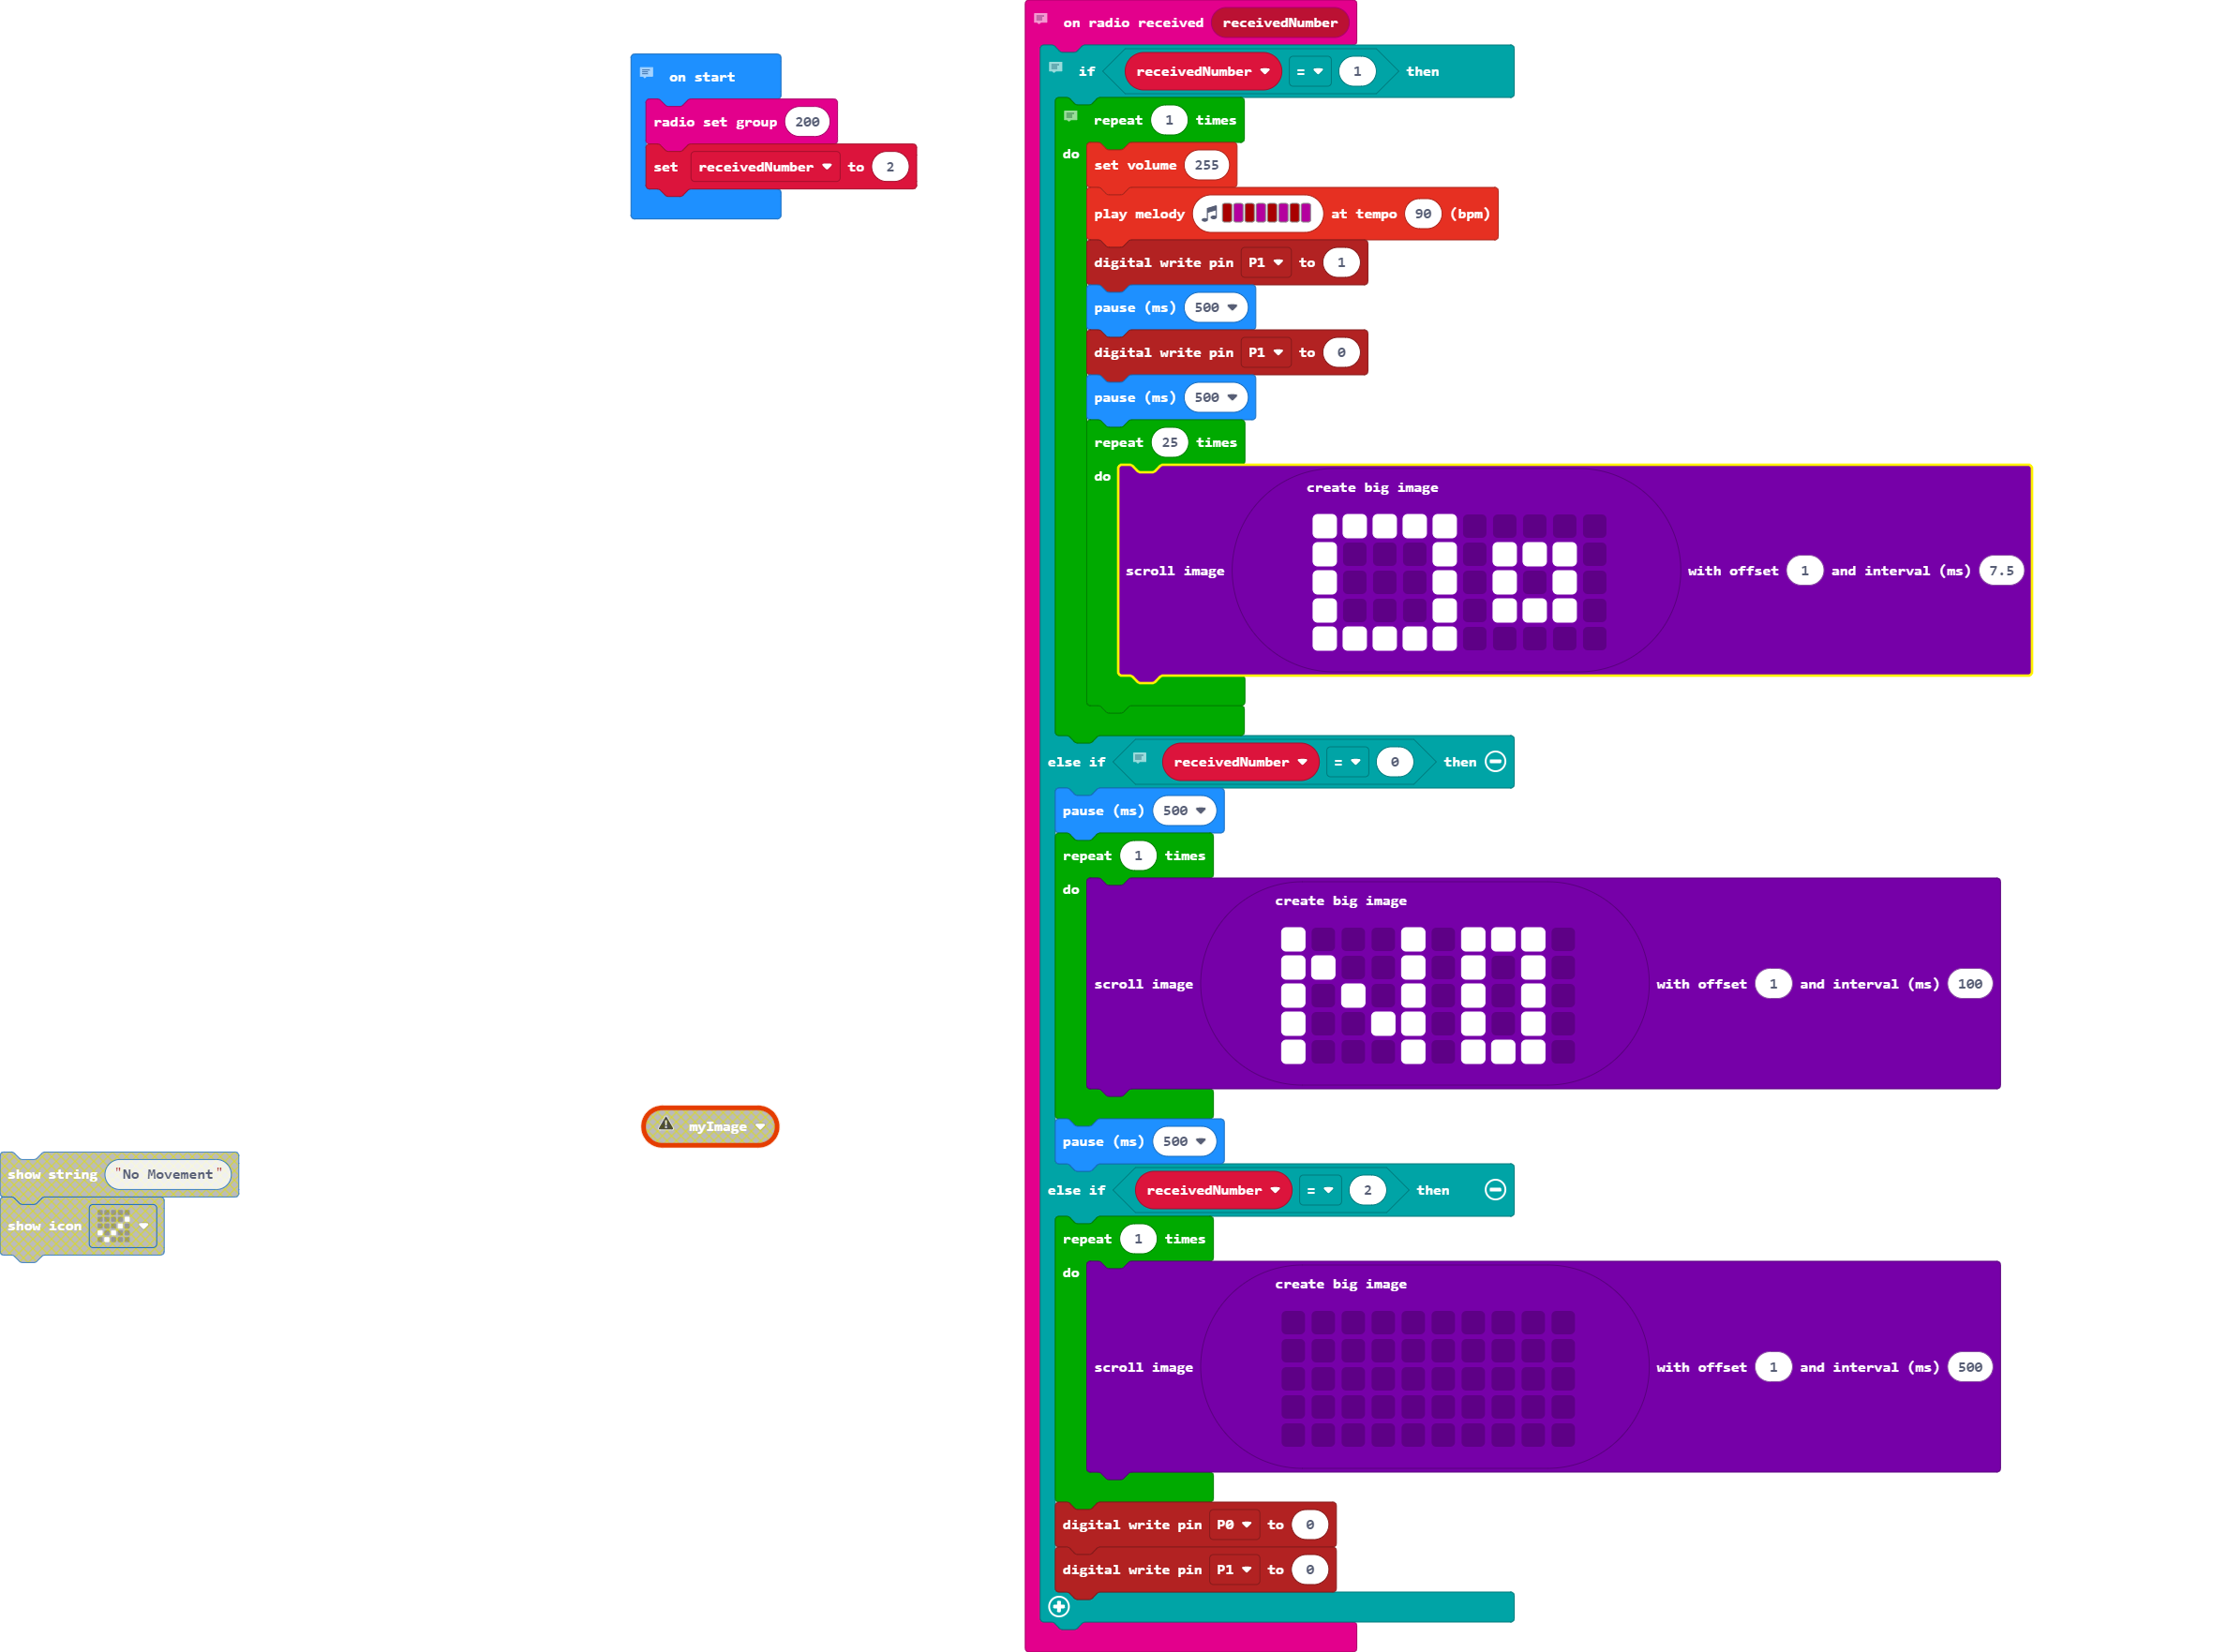 on start
radio set group 200
set receivedNumber to 2
on radio received receivedNumber
if receivedNumber = 1 then
repeat 1 times
do
set volume 255
play melody at tempo 90 (bpm)
digital write pin P1 to 1
pause (ms) 500
digital write pin P1 to 0
pause (ms) 500
repeat 25 times
do
create big image
scroll image with offset 1 and interval (ms) 7.5
else if receivedNumber = 0 then
pause (ms) 500
repeat 1 times
do
create big image
scroll image with offset 1 and interval (ms) 100
pause (ms) 500
else if receivedNumber = 2 then
repeat 1 times
do
create big image
scroll image with offset 1 and interval (ms) 500
digital write pin P0 to 0
digital write pin P1 to 0
myImage
show string "No Movement"
show icon